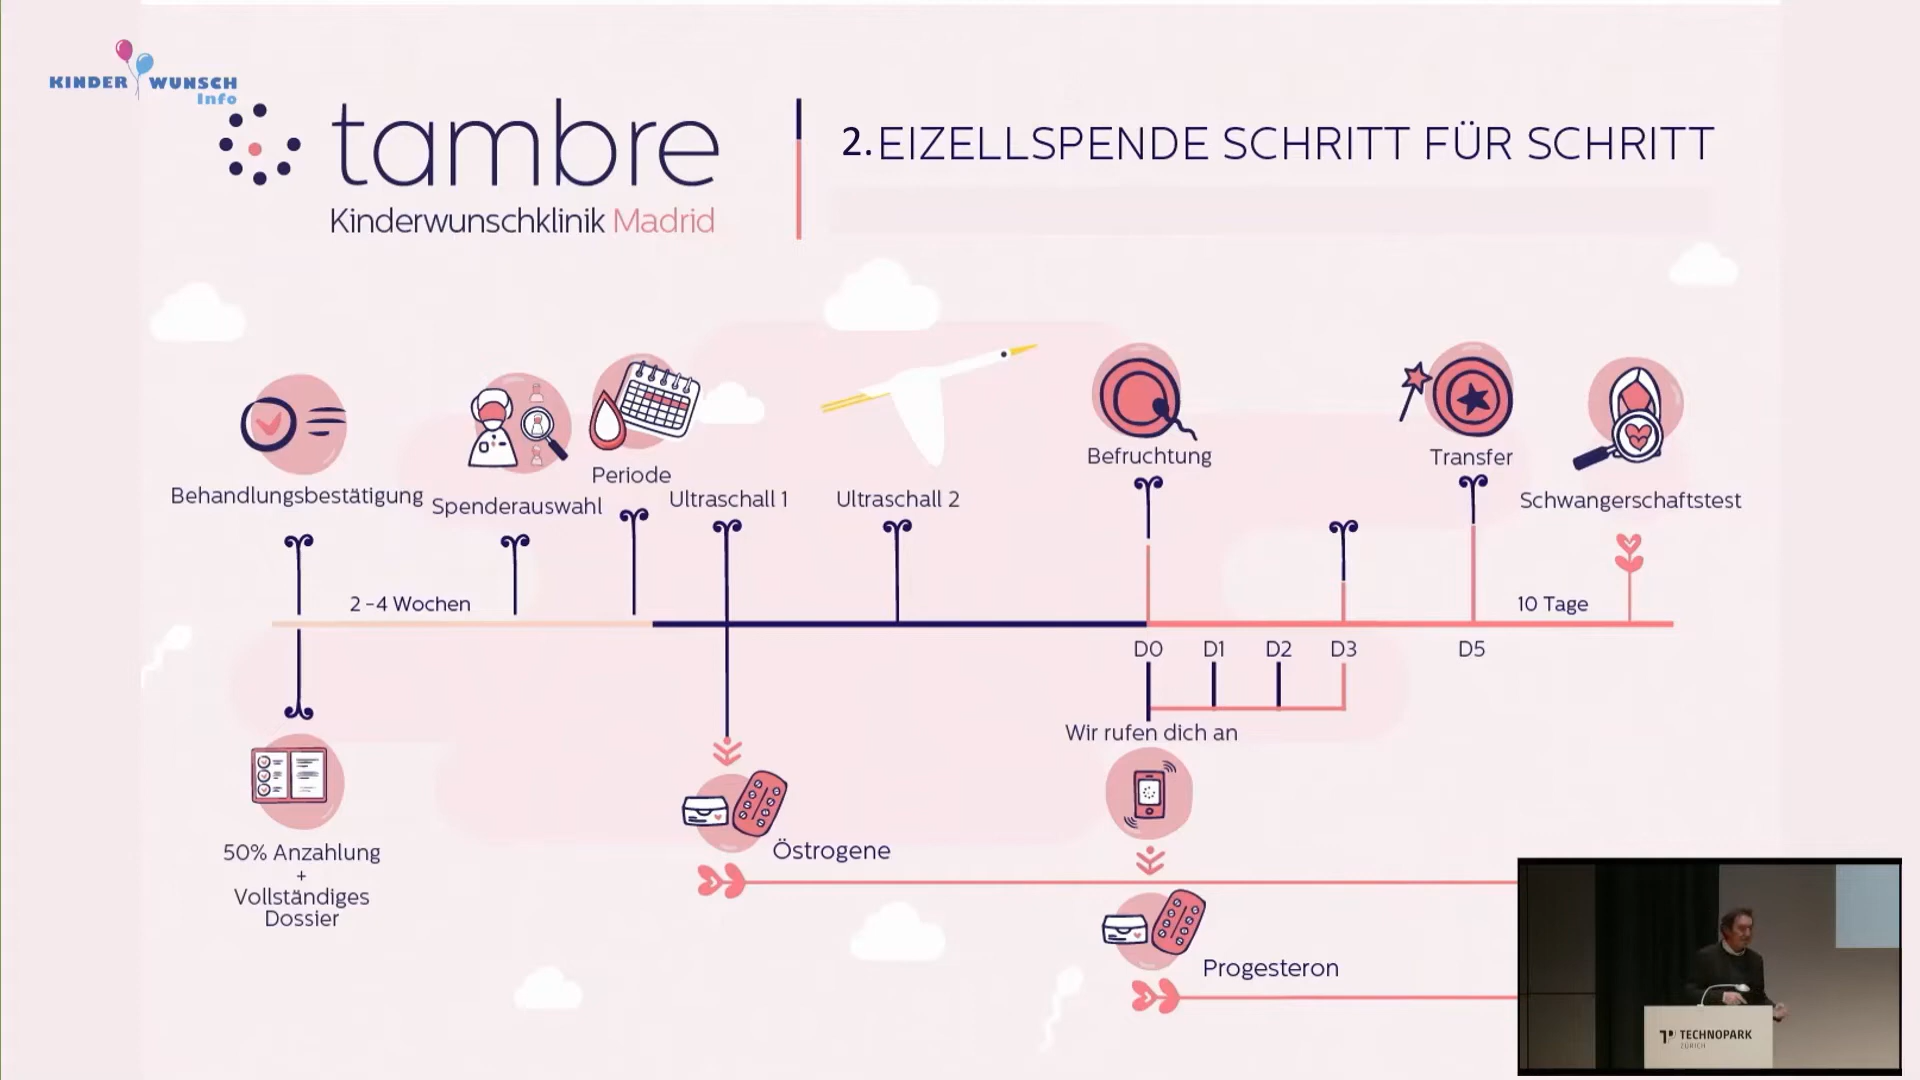 KINDER WUNSCH
Info
tambre
Kinderwunschklinik Madrid
2. EIZELLSPENDE SCHRITT FÜR SCHRITT
Behandlungsbestätigung
Spenderauswahl
Periode
Ultraschall 1
Ultraschall 2
Befruchtung
Transfer
Schwangerschaftstest
2-4 Wochen
10 Tage
D0
D1
D2
D3
D5
Wir rufen dich an
50% Anzahlung
+
Vollständiges
Dossier
Östrogene
Progesteron
TECHNOPARK
ZÜRICH